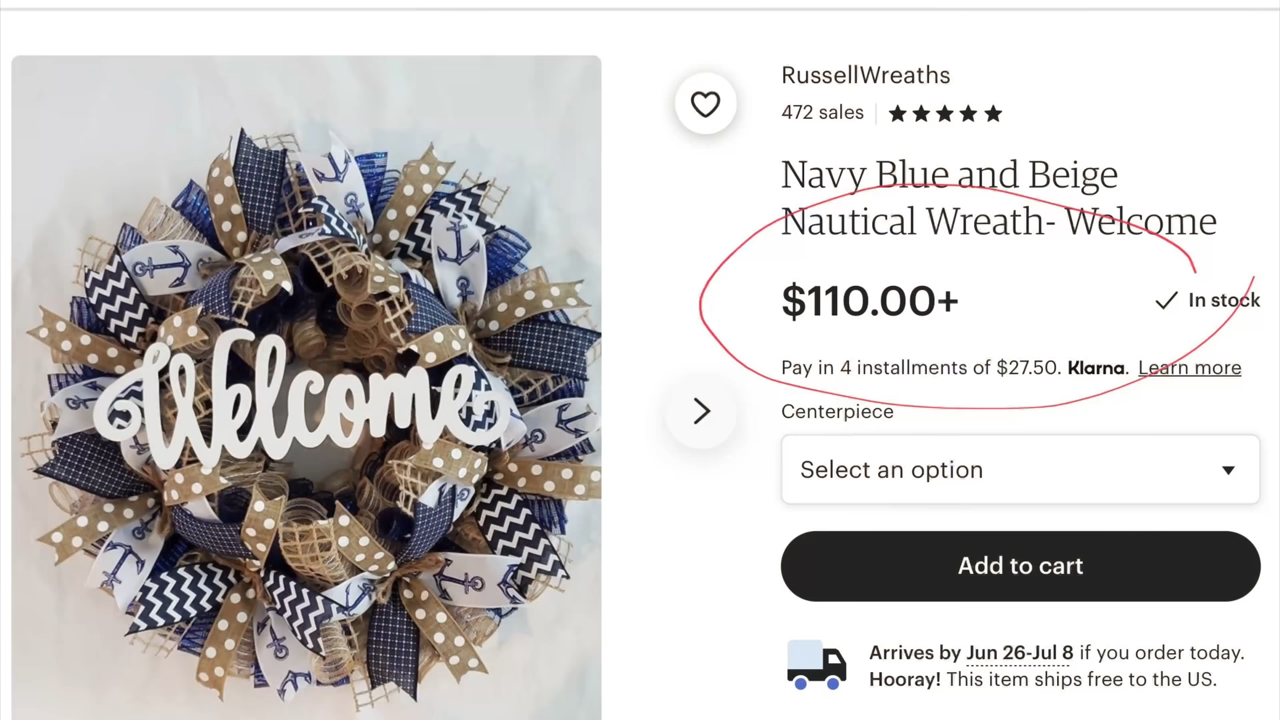 RussellWreaths
472 sales
Navy Blue and Beige
Nautical Wreath- Welcome
$110.00+
In stock
Pay in 4 installments of $27.50. Klarna. Learn more
Centerpiece
Select an option
Add to cart
Arrives by Jun 26-Jul 8 if you order today.
Hooray! This item ships free to the US.
Welcome